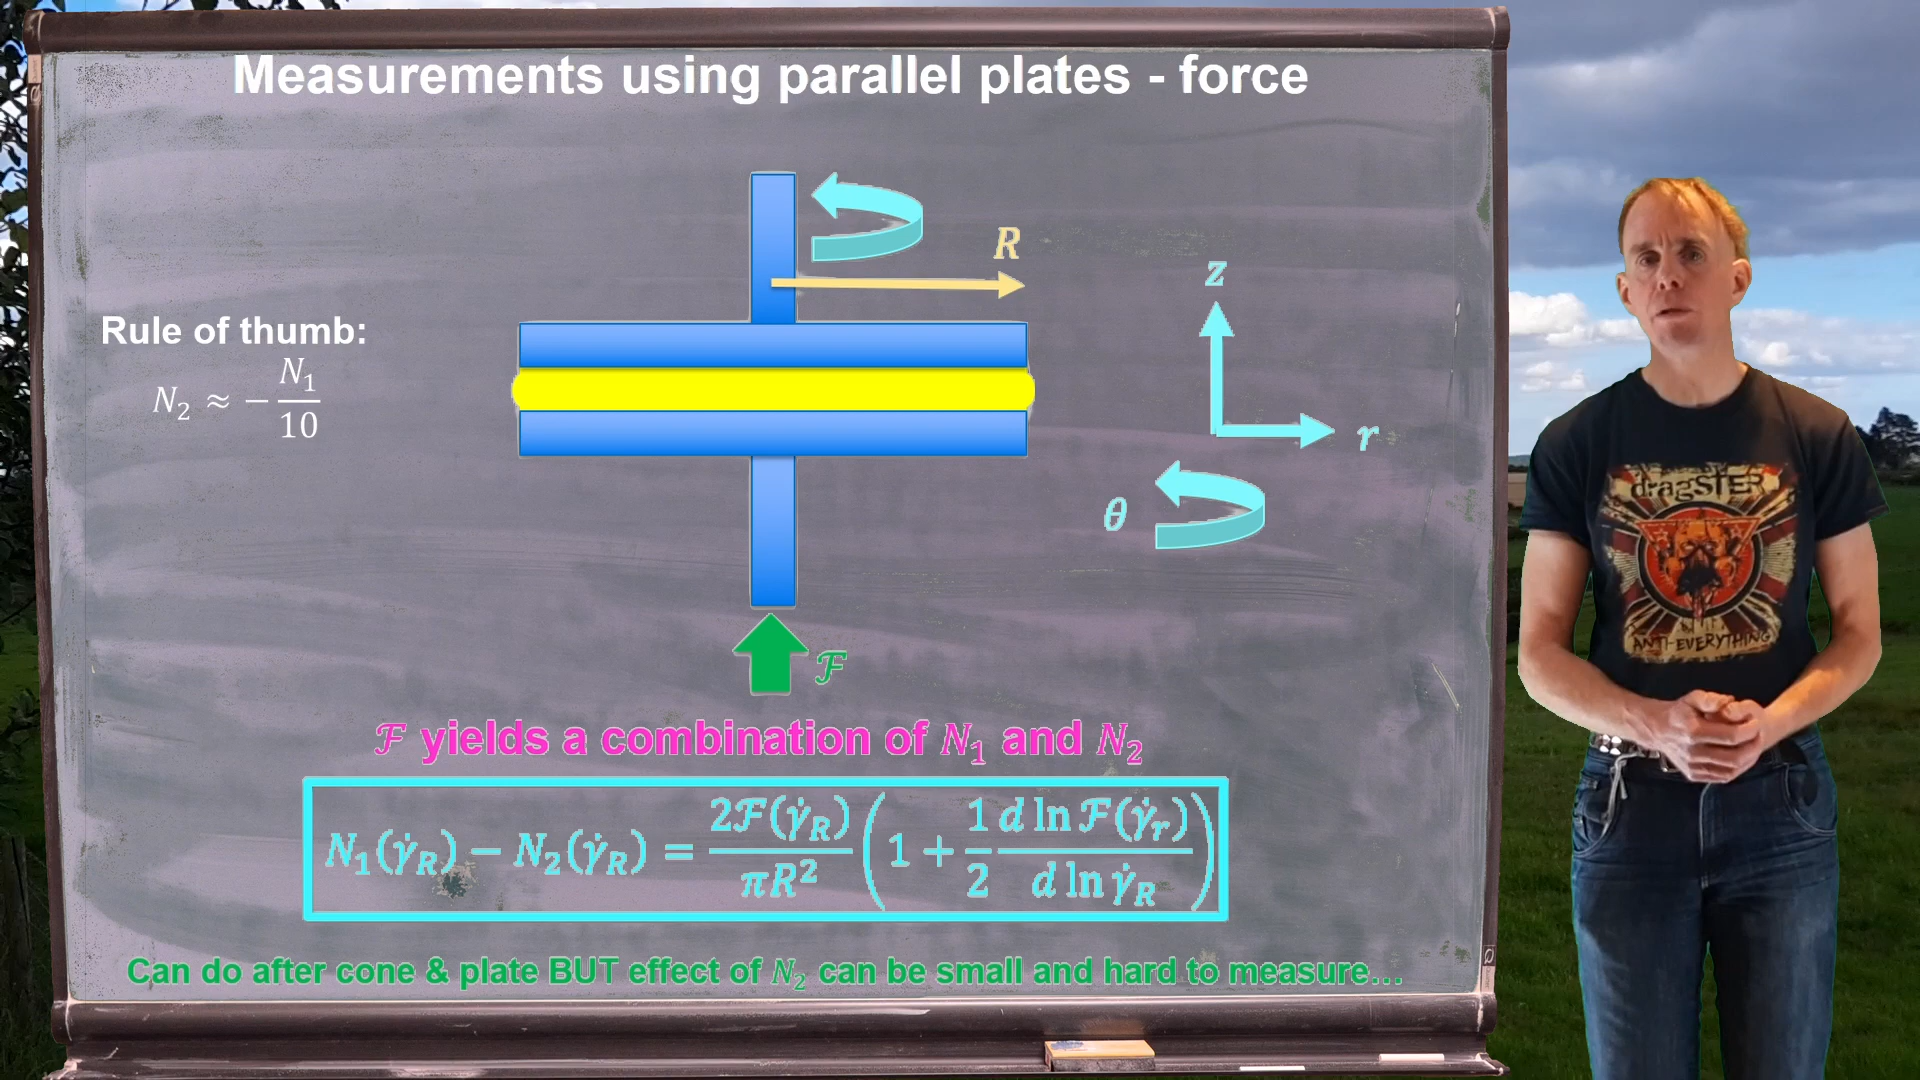 Measurements using parallel plates - force
R
z
Rule of thumb:
N₂ ≈ − N₁/10
r
θ
ℱ
ℱ yields a combination of N₁ and N₂
N₁(γ̇_R) − N₂(γ̇_R) = 2ℱ(γ̇_R)/πR² (1 + 1/2 d ln ℱ(γ̇_r)/d ln γ̇_R)
Can do after cone & plate BUT effect of N₂ can be small and hard to measure...
dragSTER
ANTI-EVERYTHING